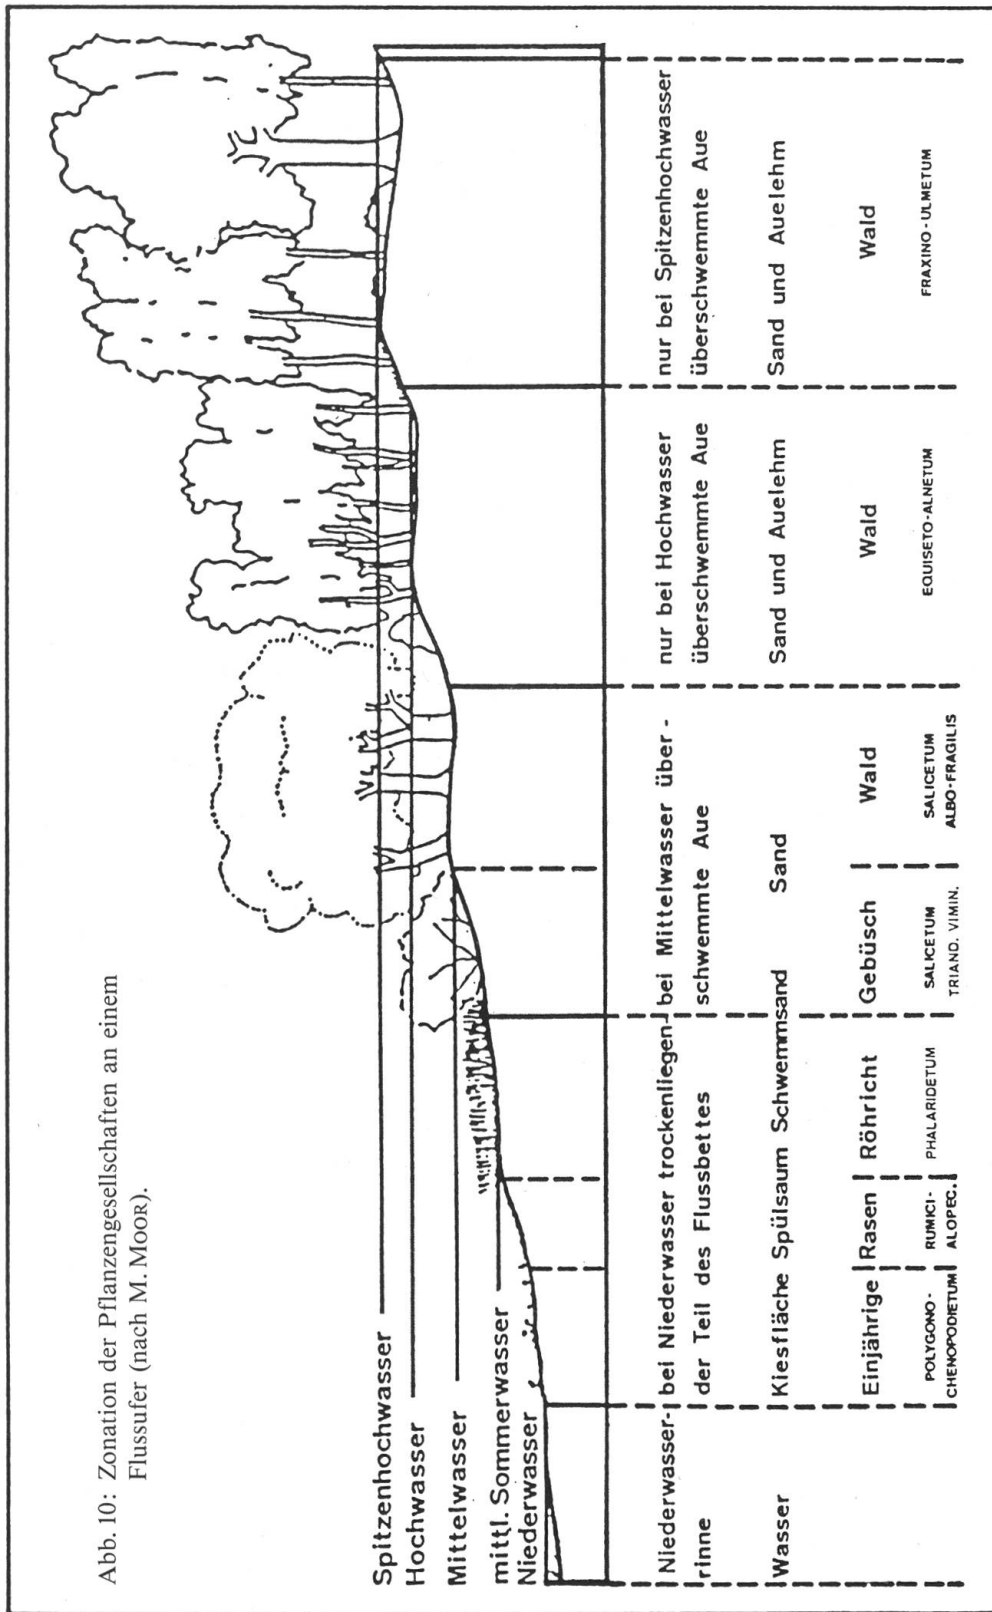 Abb. 10: Zonation der Pflanzengesellschaften an einem
Flussufer (nach M. MOOR).
Spitzenhochwasser
Hochwasser
Mittelwasser
mittl. Sommerwasser
Niederwasser
Niederwasser-
rinne
bei Niederwasser trockenliegen-
der Teil des Flussbettes
bei Mittelwasser über-
schwemmte Aue
nur bei Hochwasser
überschwemmte Aue
nur bei Spitzenhochwasser
überschwemmte Aue
Wasser
Kiesfläche Spülsaum Schwemmsand
Sand
Sand und Auelehm
Sand und Auelehm
Einjährige
Rasen
Röhricht
Gebüsch
Wald
Wald
Wald
POLYGONO-
CHENOPODIETUM
RUMICI-
ALOPEC.
PHALARIDETUM
SALICETUM
TRIAND. VIMIN.
SALICETUM
ALBO-FRAGILIS
EQUISETO-ALNETUM
FRAXINO-ULMETUM